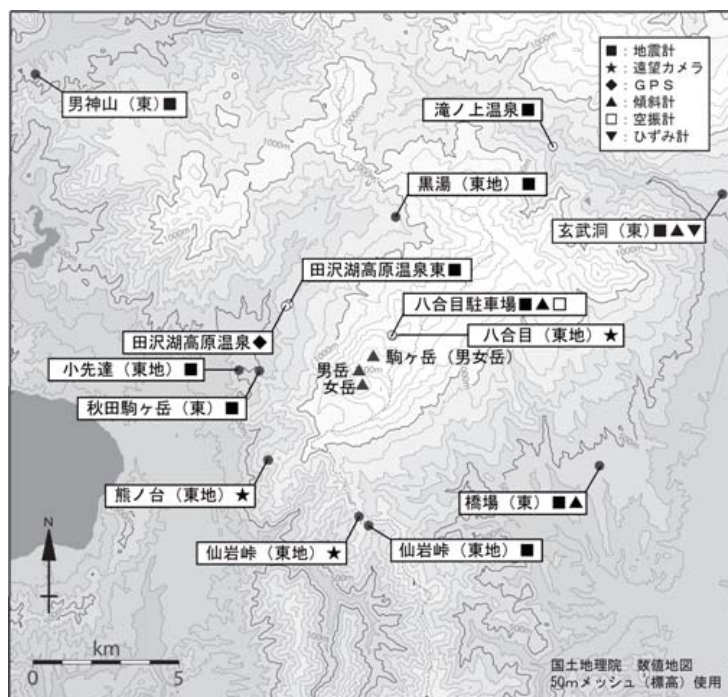 ■：地震計
★：遠望カメラ
◆：ＧＰＳ
▲：傾斜計
□：空振計
▼：ひずみ計
男神山（東）■
滝ノ上温泉■
黒湯（東地）■
玄武洞（東）■▲▼
田沢湖高原温泉東■
八合目駐車場■▲□
田沢湖高原温泉◆
八合目（東地）★
駒ヶ岳（男女岳）
小先達（東地）■
男岳
女岳
秋田駒ヶ岳（東）■
熊ノ台（東地）★
橋場（東）■▲
仙岩峠（東地）★
仙岩峠（東地）■
N
km
0 5
国土地理院　数値地図
50mメッシュ（標高）使用
1000m
1000m
1000m
1000m
500m
500m